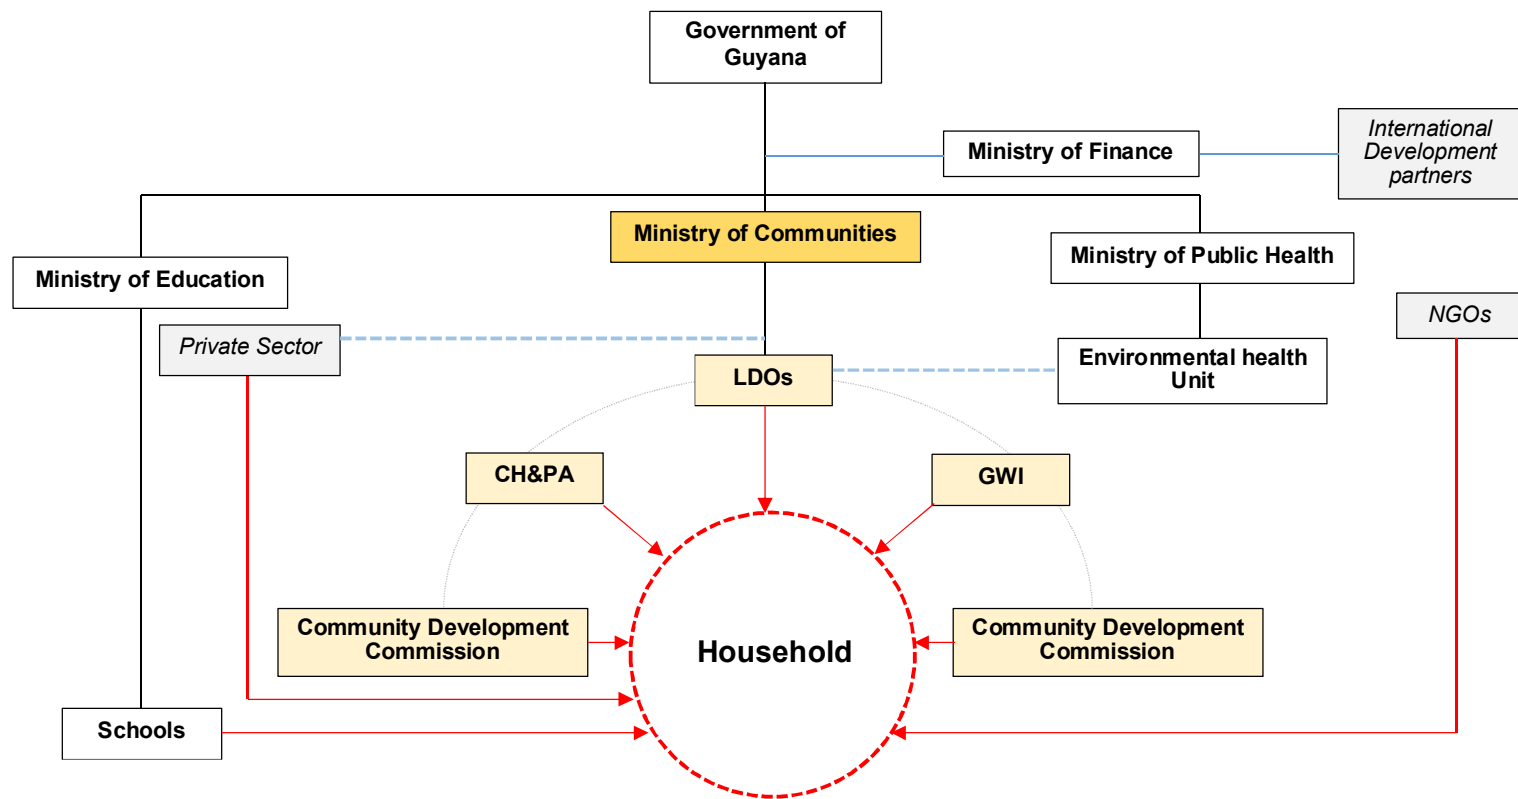 Government of
Guyana
Ministry of Finance
International
Development
partners
Ministry of Communities
Ministry of Public Health
Ministry of Education
NGOs
Private Sector
Environmental health
Unit
LDOs
CH&PA
GWI
Community Development
Commission
Household
Community Development
Commission
Schools